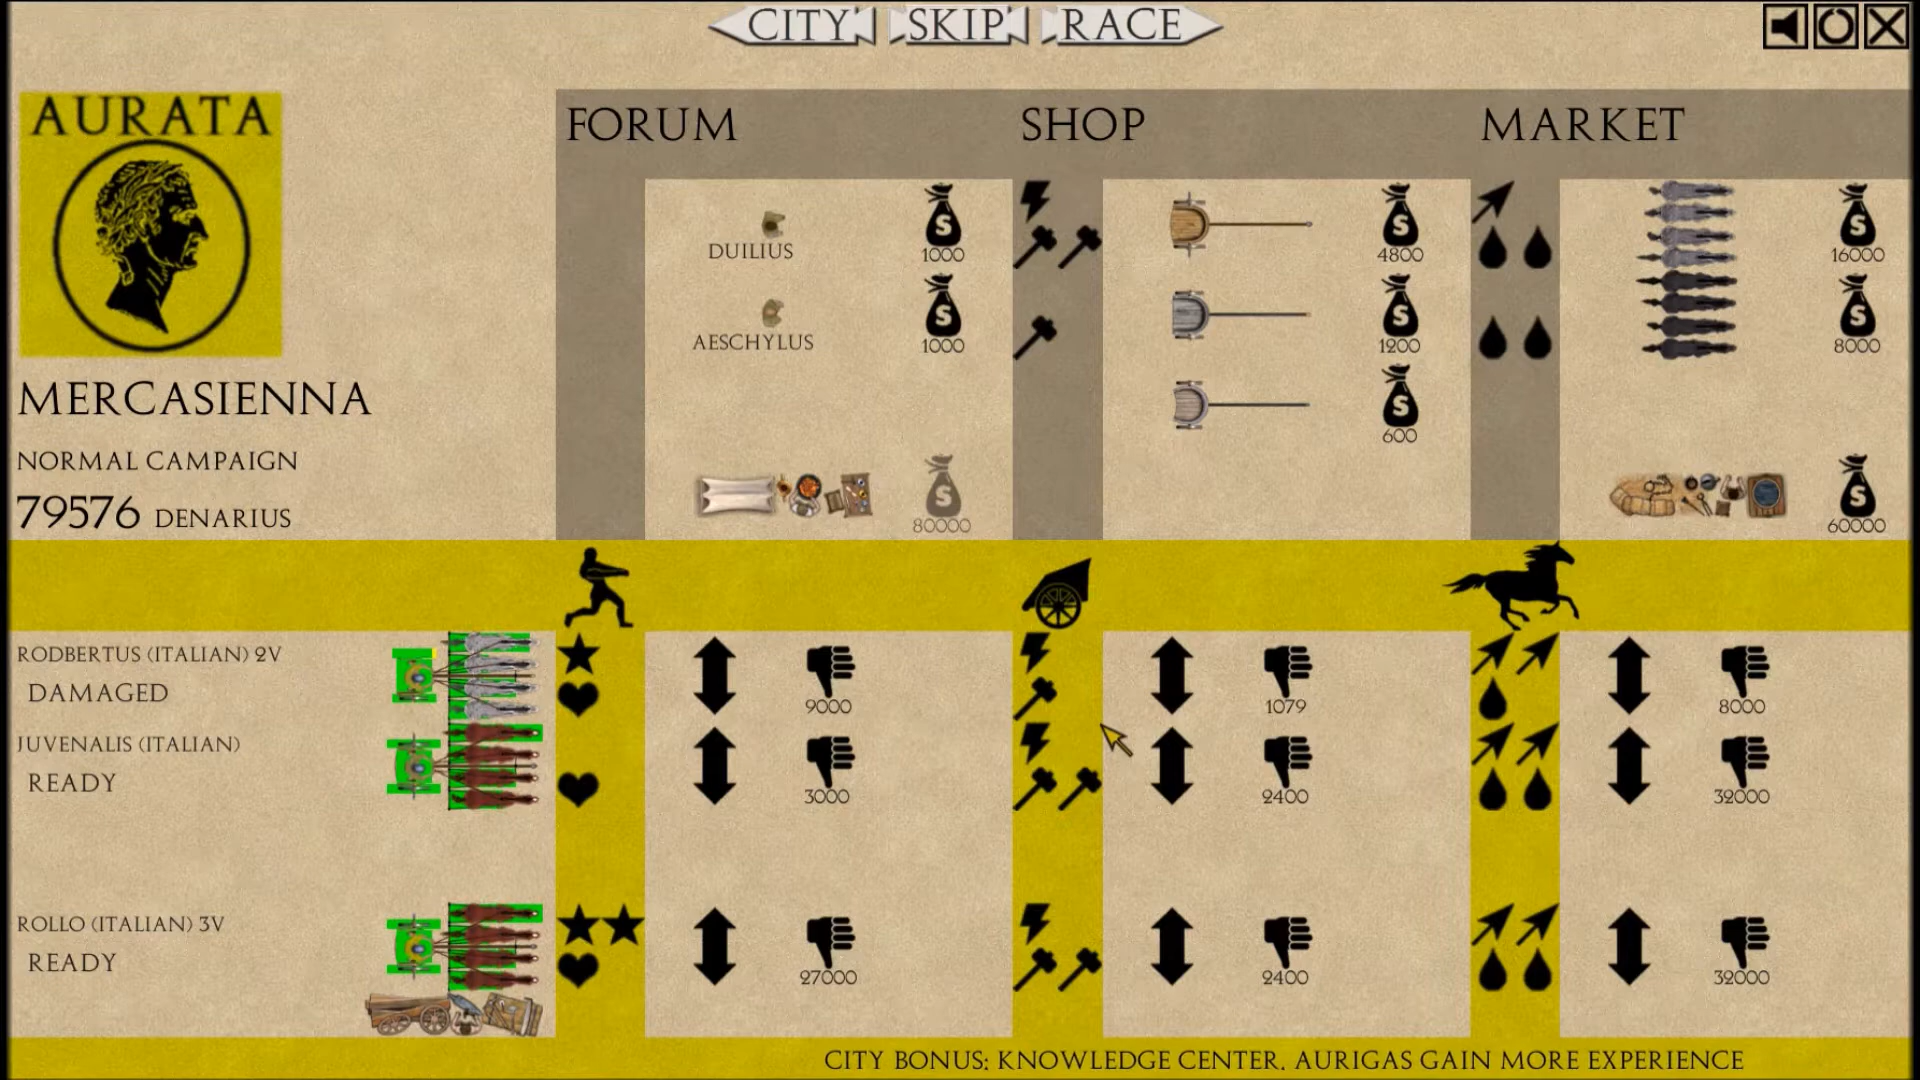 CITY SKIP RACE
AURATA
FORUM SHOP MARKET
DUILIUS 1000 4800 16000
AESCHYLUS 1000 1200 8000
600
MERCASIENNA
NORMAL CAMPAIGN
79576 DENARIUS
80000 60000
RODBERTUS (ITALIAN) 2V
DAMAGED
9000 1079 8000
JUVENALIS (ITALIAN)
READY
3000 2400 32000
ROLLO (ITALIAN) 3V
READY
27000 2400 32000
CITY BONUS: KNOWLEDGE CENTER. AURIGAS GAIN MORE EXPERIENCE